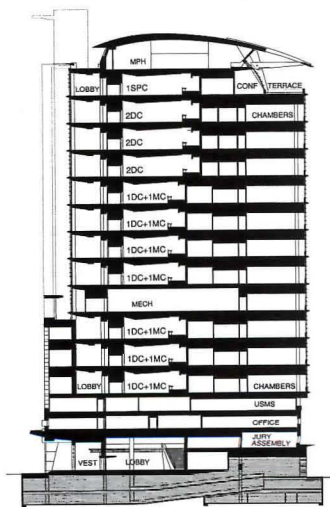 MPH
LOBBY 1SPC CONF TERRACE
2DC CHAMBERS
2DC
2DC
1DC+1MC
1DC+1MC
1DC+1MC
1DC+1MC
MECH
1DC+1MC
1DC+1MC
LOBBY 1DC+1MC CHAMBERS
USMS
OFFICE
JURY
ASSEMBLY
VEST LOBBY